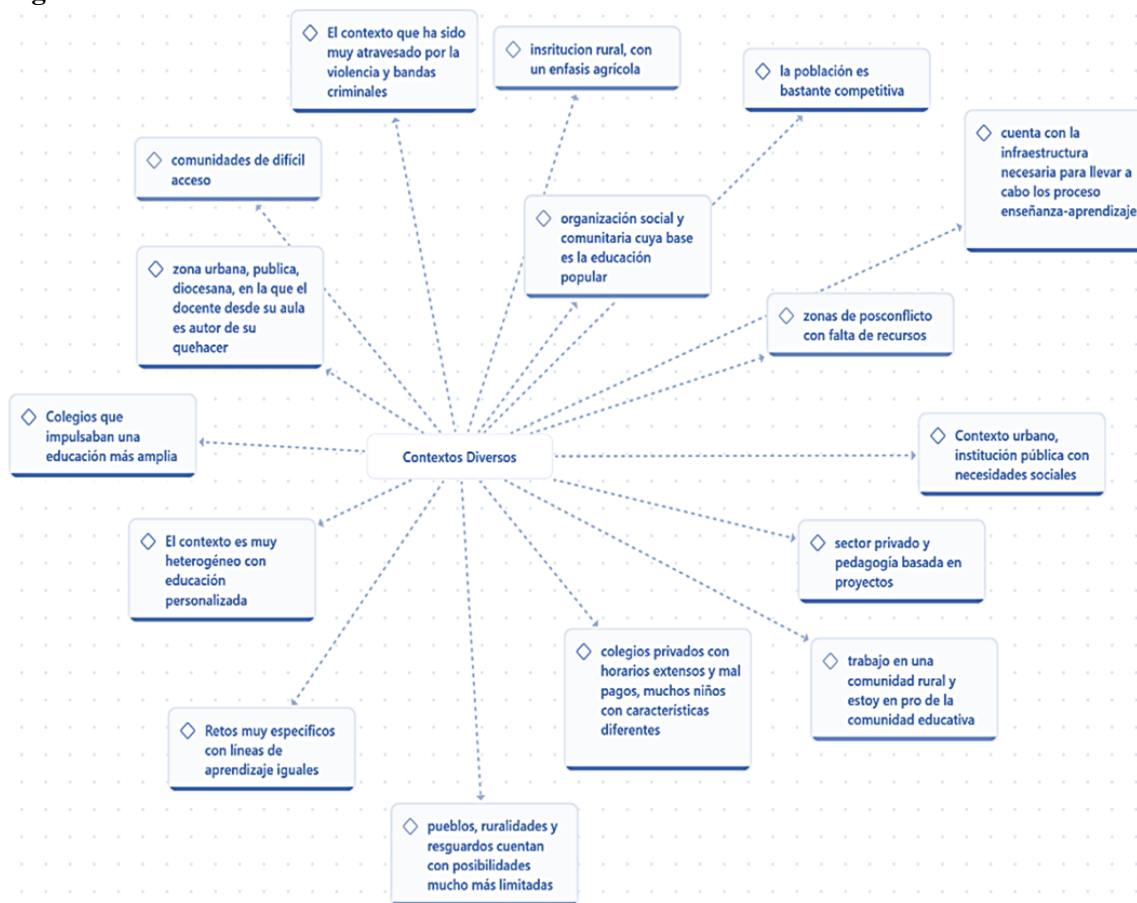 El contexto que ha sido
muy atravesado por la
violencia y bandas
criminales
insritucion rural, con
un enfasis agrícola
la población es
bastante competitiva
cuenta con la
infraestructura
necesaria para llevar a
cabo los proceso
enseñanza-aprendizaje
comunidades de difícil
acceso
organización social y
comunitaria cuya base
es la educación
popular
zona urbana, publica,
diocesana, en la que el
docente desde su aula
es autor de su
quehacer
zonas de posconflicto
con falta de recursos
Colegios que
impulsaban una
educación más amplia
Contextos Diversos
Contexto urbano,
institución pública con
necesidades sociales
El contexto es muy
heterogéneo con
educación
personalizada
sector privado y
pedagogía basada en
proyectos
colegios privados con
horarios extensos y mal
pagos, muchos niños
con características
diferentes
trabajo en una
comunidad rural y
estoy en pro de la
comunidad educativa
Retos muy específicos
con líneas de
aprendizaje iguales
pueblos, ruralidades y
resguardos cuentan
con posibilidades
mucho más limitadas